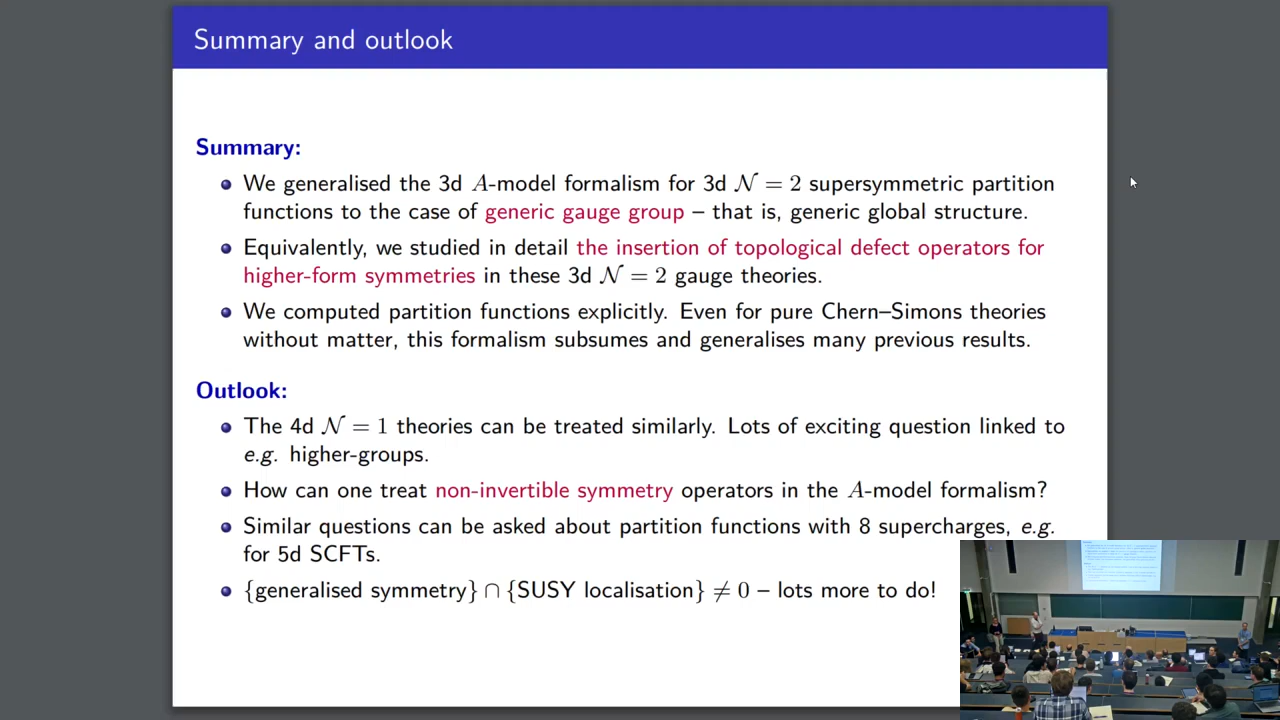 Summary and outlook
Summary:
We generalised the 3d A-model formalism for 3d 𝒩 = 2 supersymmetric partition
functions to the case of generic gauge group – that is, generic global structure.
Equivalently, we studied in detail the insertion of topological defect operators for
higher-form symmetries in these 3d 𝒩 = 2 gauge theories.
We computed partition functions explicitly. Even for pure Chern–Simons theories
without matter, this formalism subsumes and generalises many previous results.
Outlook:
The 4d 𝒩 = 1 theories can be treated similarly. Lots of exciting question linked to
e.g. higher-groups.
How can one treat non-invertible symmetry operators in the A-model formalism?
Similar questions can be asked about partition functions with 8 supercharges, e.g.
for 5d SCFTs.
{generalised symmetry} ∩ {SUSY localisation} ≠ 0 – lots more to do!